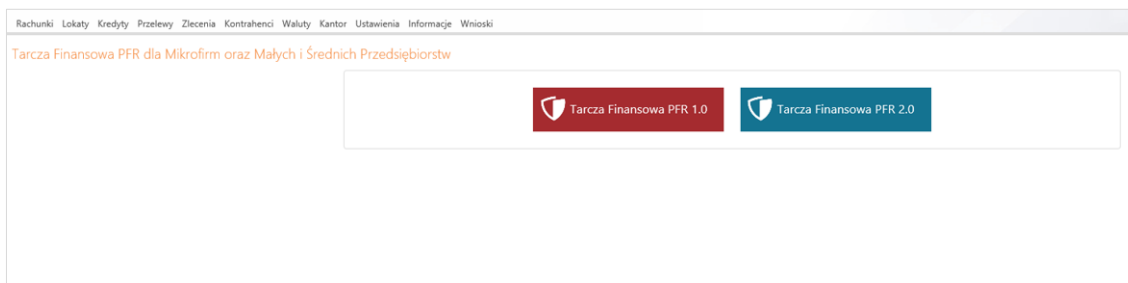 Rachunki Lokaty Kredyty Przelewy Zlecenia Kontrahenci Waluty Kantor Ustawienia Informacje Wnioski
Tarcza Finansowa PFR dla Mikrofirm oraz Małych i Średnich Przedsiębiorstw
Tarcza Finansowa PFR 1.0 Tarcza Finansowa PFR 2.0